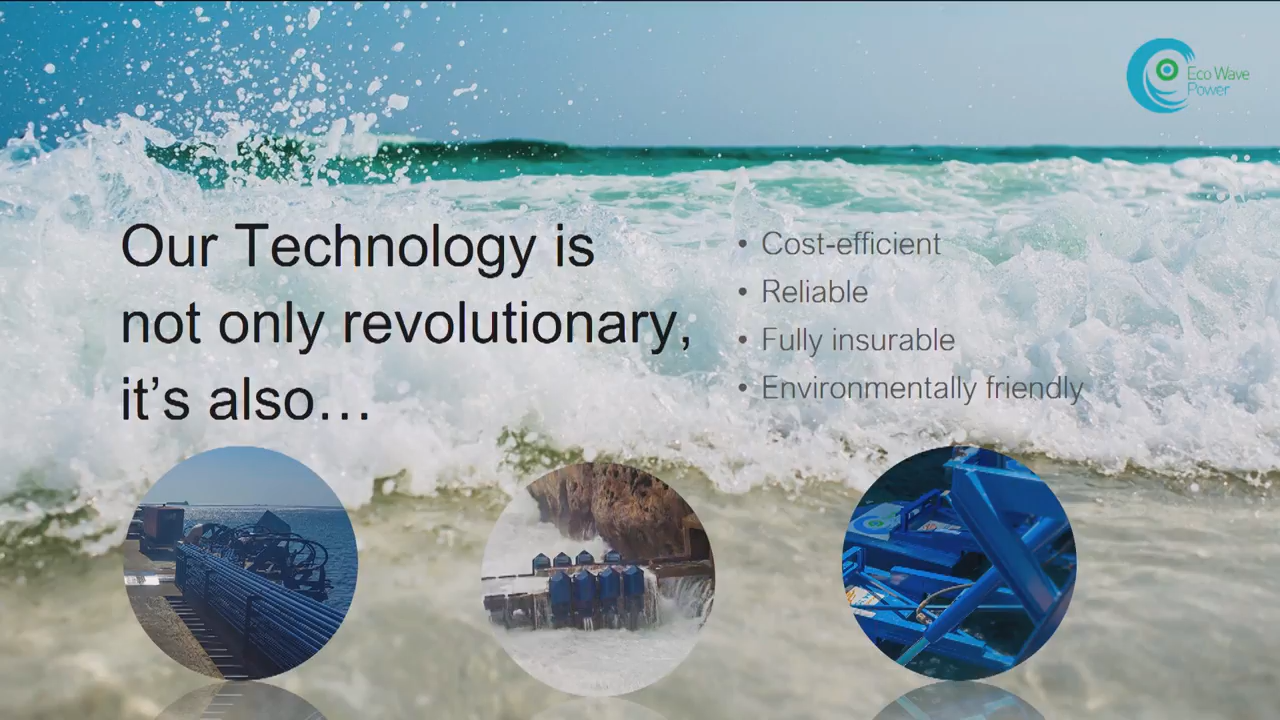 Eco Wave
Power
Our Technology is
not only revolutionary,
it's also…
• Cost-efficient
• Reliable
• Fully insurable
• Environmentally friendly